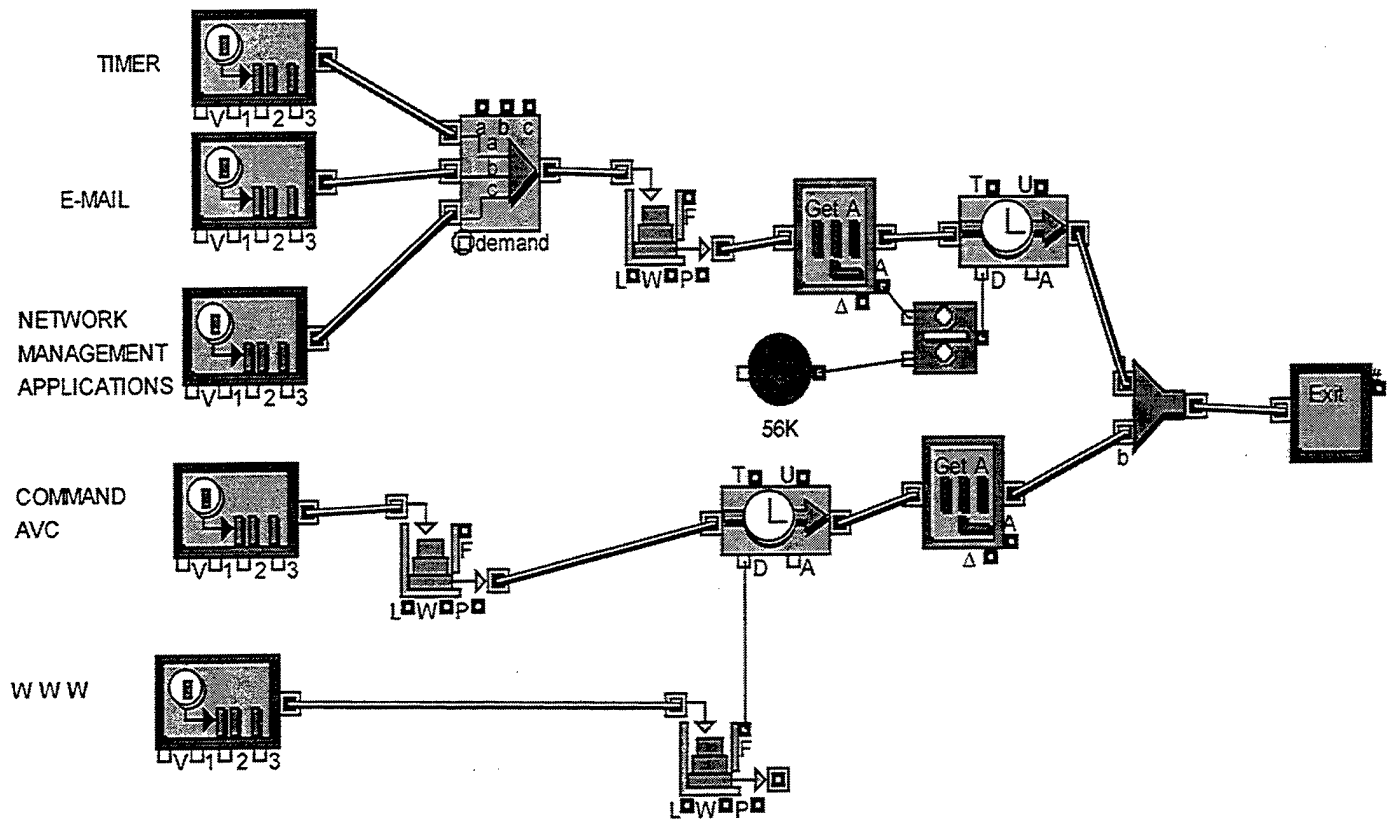 TIMER
V 1 2 3
E-MAIL
V 1 2 3
NETWORK
MANAGEMENT
APPLICATIONS
V 1 2 3
a b c
a
b
c
demand
F
L W P
Get A
A
Δ
T U
D A
56K
b
Exit
#
COMMAND
AVC
V 1 2 3
F
L W P
T U
D A
Get A
A
Δ
W W W
V 1 2 3
F
L W P